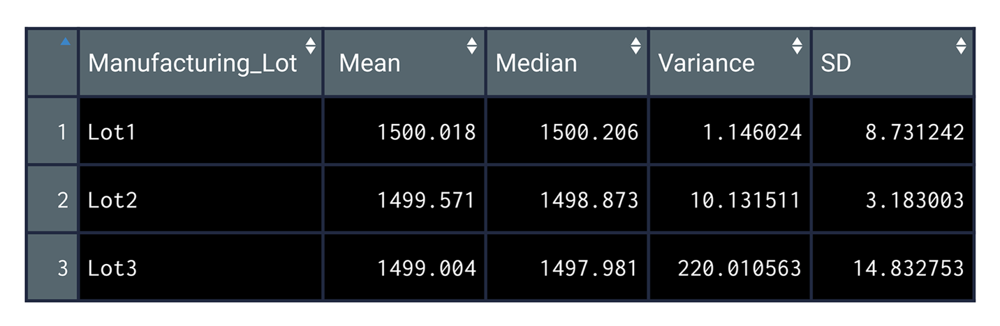 Manufacturing_Lot Mean Median Variance SD
1 Lot1 1500.018 1500.206 1.146024 8.731242
2 Lot2 1499.571 1498.873 10.131511 3.183003
3 Lot3 1499.004 1497.981 220.010563 14.832753